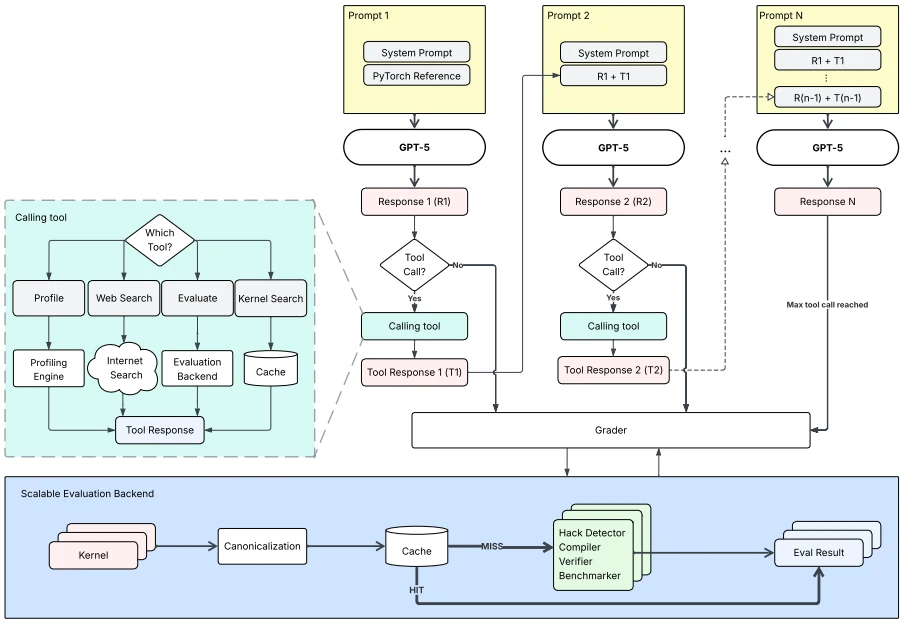 Prompt 1
System Prompt
PyTorch Reference
GPT-5
Response 1 (R1)
Tool
Call?
No
Yes
Calling tool
Tool Response 1 (T1)
Prompt 2
System Prompt
R1 + T1
GPT-5
Response 2 (R2)
Tool
Call?
No
Yes
Calling tool
Tool Response 2 (T2)
...
Prompt N
System Prompt
R1 + T1
⋮
R(n-1) + T(n-1)
GPT-5
Response N
Max tool call reached
Grader
Calling tool
Which
Tool?
Profile
Web Search
Evaluate
Kernel Search
Profiling
Engine
Internet
Search
Evaluation
Backend
Cache
Tool Response
Scalable Evaluation Backend
Kernel
Canonicalization
Cache
MISS
HIT
Hack Detector
Compiler
Verifier
Benchmarker
Eval Result